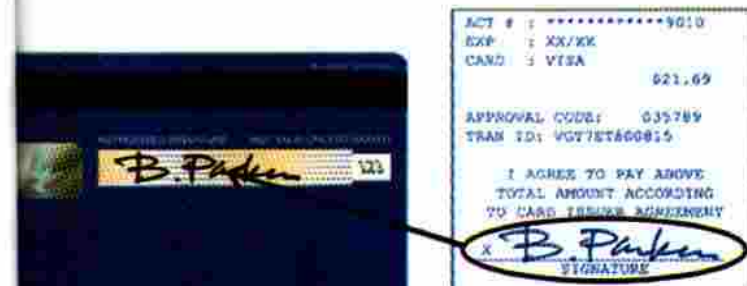 B. Parker 123
ACT # : ************9010
EXP : XX/XX
CARD : VISA
$21.69
APPROVAL CODE: 035789
TRAN ID: VGT7ET800815
I AGREE TO PAY ABOVE
TOTAL AMOUNT ACCORDING
TO CARD ISSUER AGREEMENT
X B. Parker
SIGNATURE